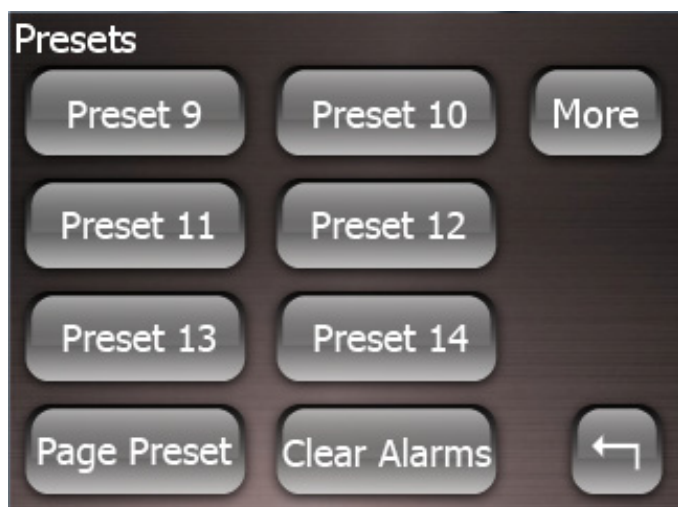 Presets
Preset 9 Preset 10 More
Preset 11 Preset 12
Preset 13 Preset 14
Page Preset Clear Alarms